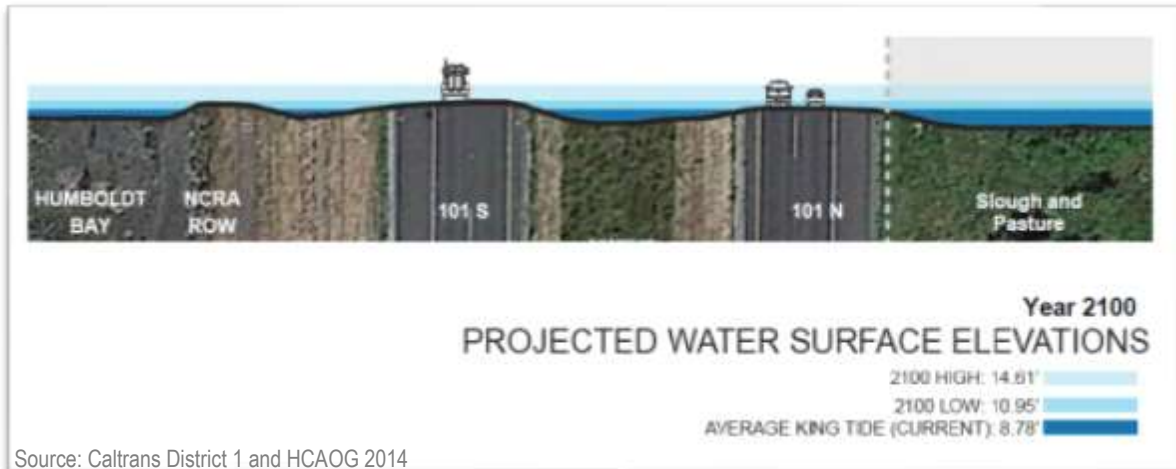 HUMBOLDT
BAY
NCRA
ROW
101 S
101 N
Slough and
Pasture
Year 2100
PROJECTED WATER SURFACE ELEVATIONS
2100 HIGH: 14.61'
2100 LOW: 10.95'
AVERAGE KING TIDE (CURRENT): 8.78'
Source: Caltrans District 1 and HCAOG 2014